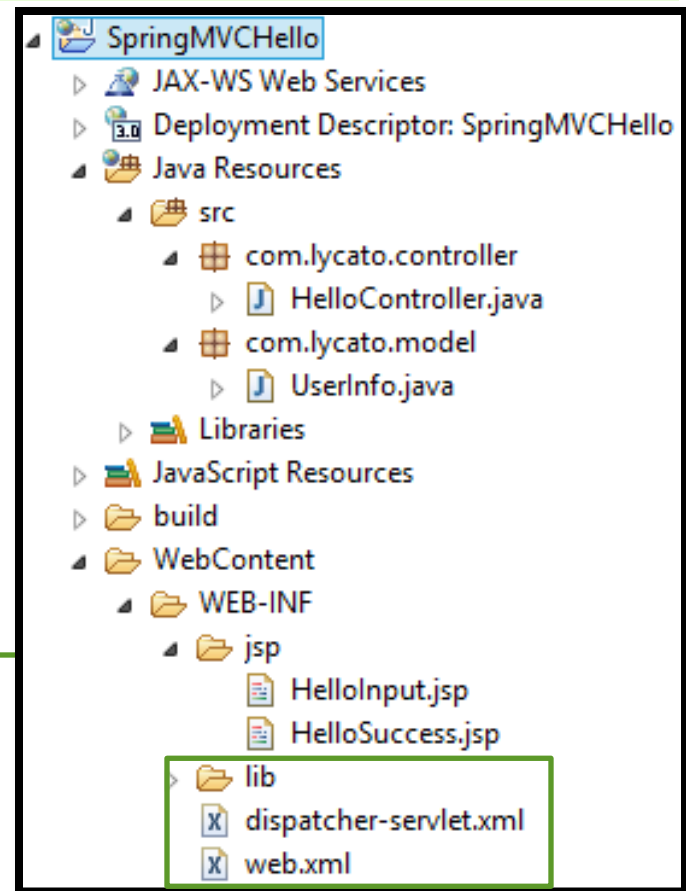 SpringMVCHello
JAX-WS Web Services
3.0 Deployment Descriptor: SpringMVCHello
Java Resources
src
com.lycato.controller
J HelloController.java
com.lycato.model
J UserInfo.java
Libraries
JavaScript Resources
build
WebContent
WEB-INF
jsp
HelloInput.jsp
HelloSuccess.jsp
lib
X dispatcher-servlet.xml
X web.xml